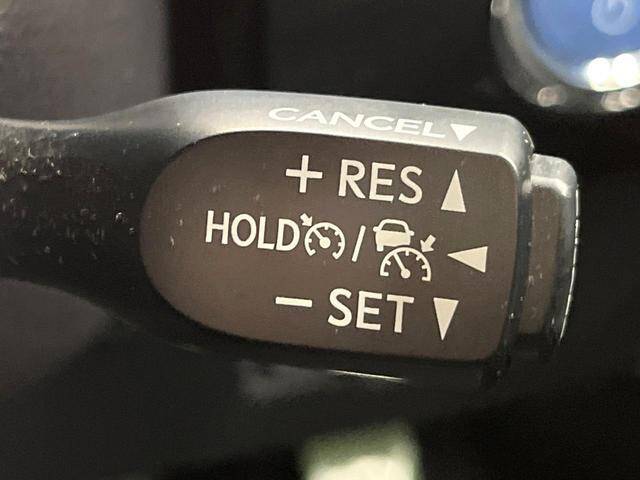 CANCEL▼
+ RES ▲
HOLD / ◀
− SET ▼